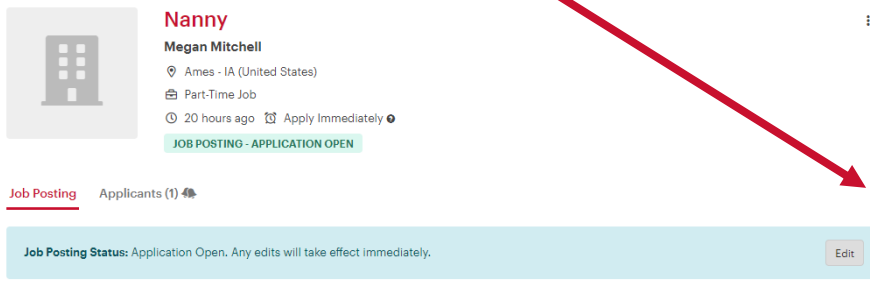 Nanny
Megan Mitchell
Ames - IA (United States)
Part-Time Job
20 hours ago Apply Immediately
JOB POSTING - APPLICATION OPEN
Job Posting Applicants (1)
Job Posting Status: Application Open. Any edits will take effect immediately. Edit